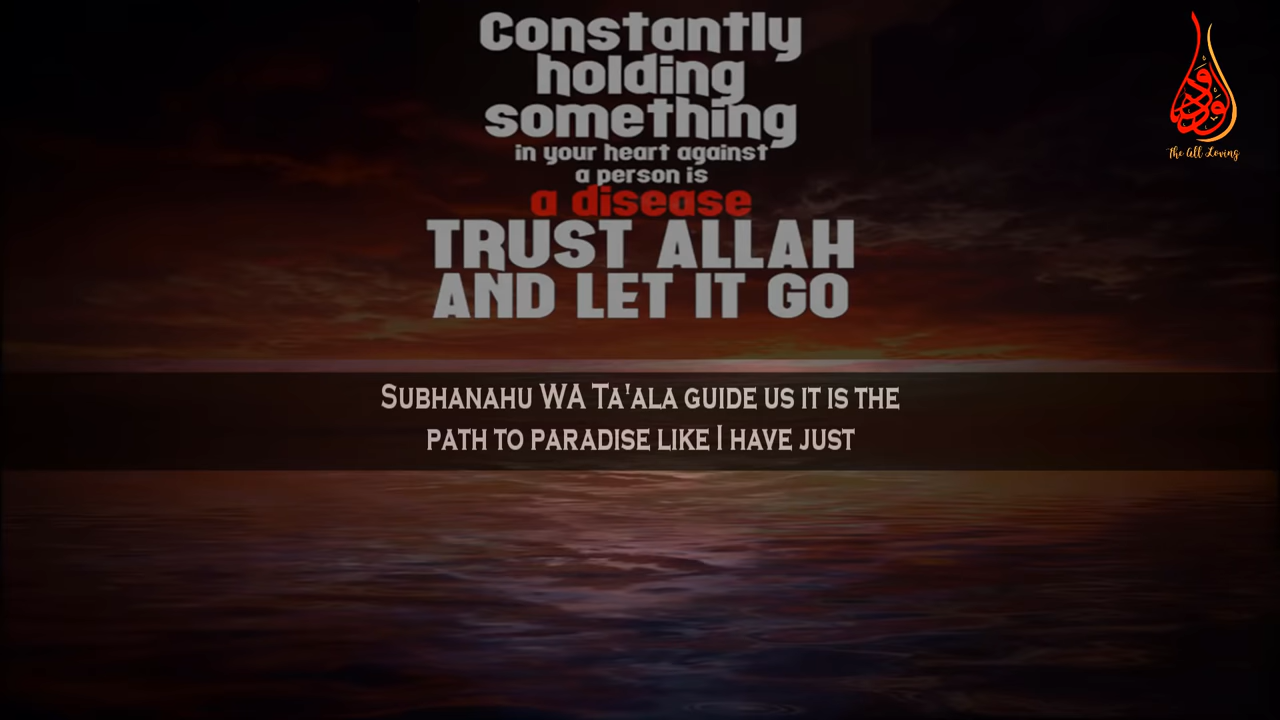 Constantly
holding
something
in your heart against
a person is
a disease
TRUST ALLAH
AND LET IT GO
الودود
The All Loving
SUBHANAHU WA TA'ALA GUIDE US IT IS THE
PATH TO PARADISE LIKE I HAVE JUST